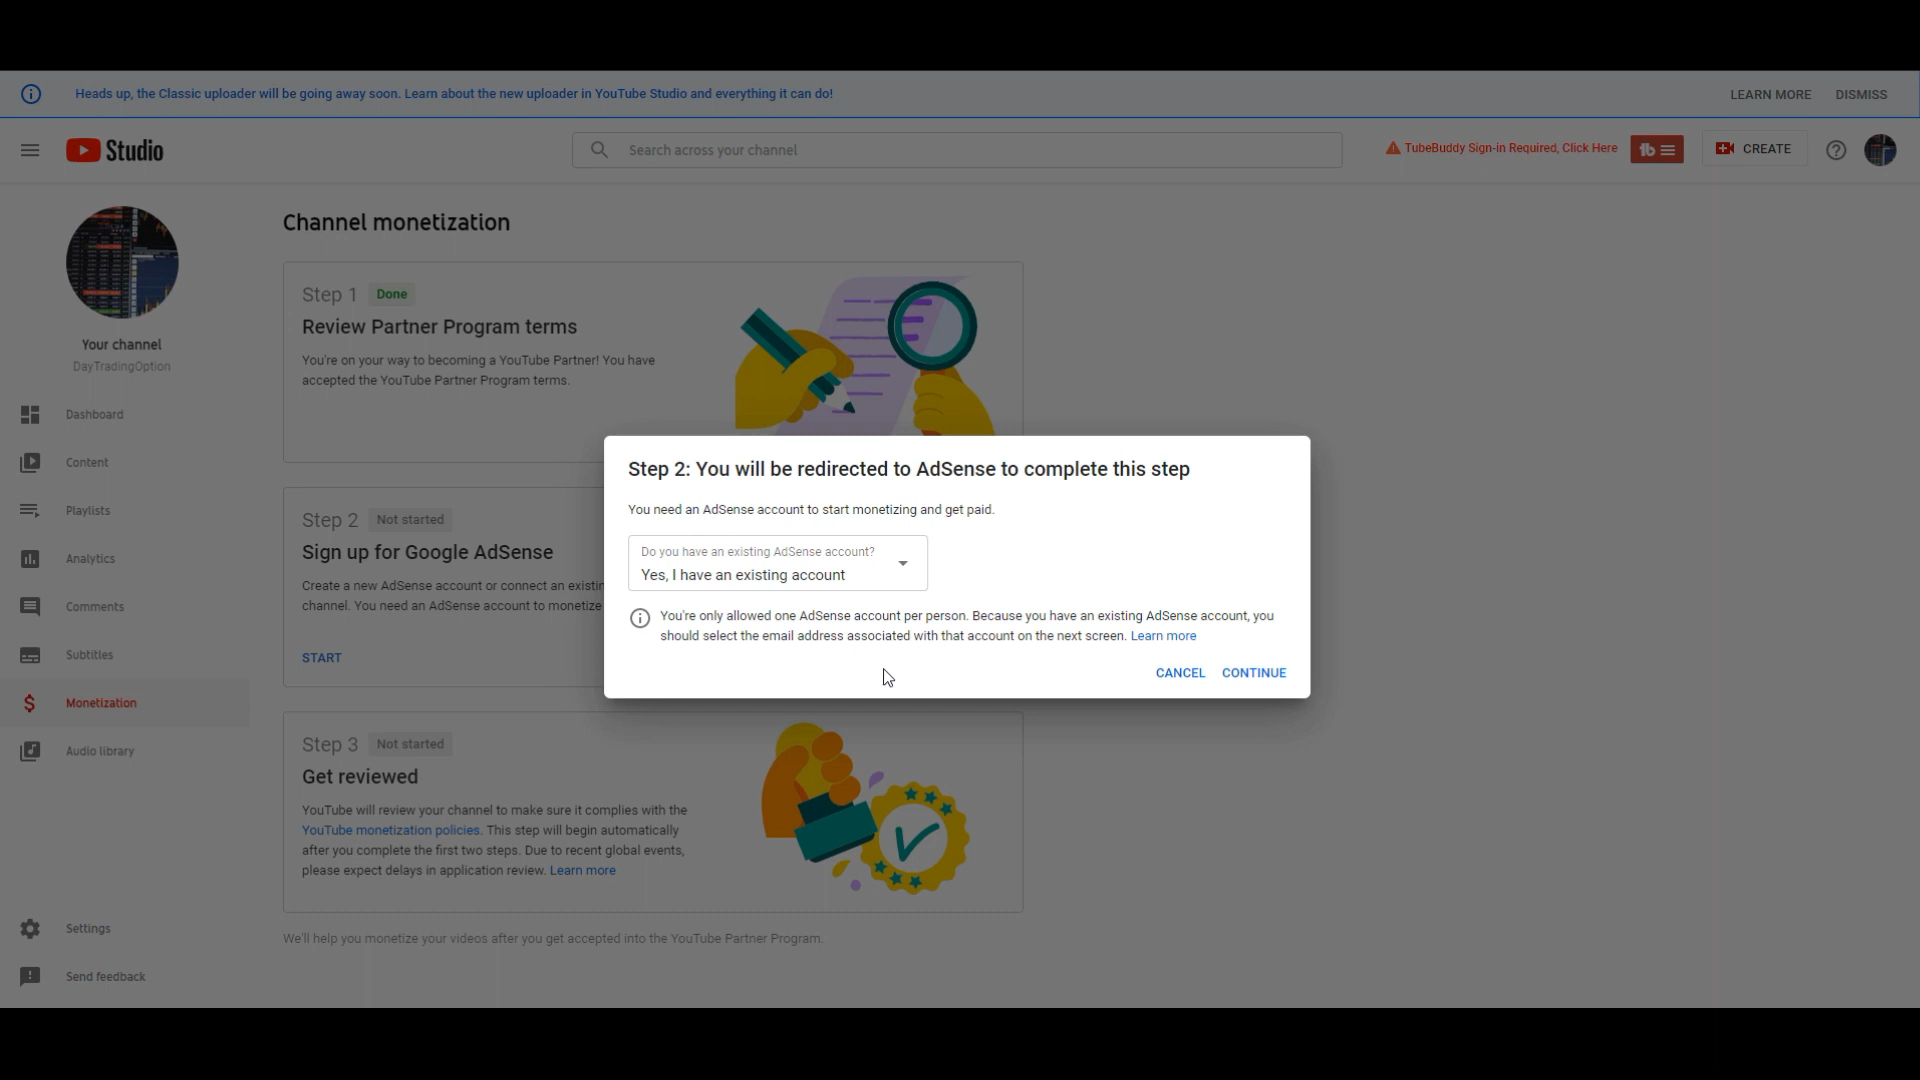 Heads up, the Classic uploader will be going away soon. Learn about the new uploader in YouTube Studio and everything it can do!
LEARN MORE
DISMISS
Studio
Search across your channel
TubeBuddy Sign-in Required, Click Here
tb
CREATE
Your channel
DayTradingOption
Dashboard
Content
Playlists
Analytics
Comments
Subtitles
Monetization
Audio library
Settings
Send feedback
Channel monetization
Step 1 Done
Review Partner Program terms
You're on your way to becoming a YouTube Partner! You have
accepted the YouTube Partner Program terms.
Step 2 Not started
Sign up for Google AdSense
Create a new AdSense account or connect an existin
channel. You need an AdSense account to monetize
START
Step 2: You will be redirected to AdSense to complete this step
You need an AdSense account to start monetizing and get paid.
Do you have an existing AdSense account?
Yes, I have an existing account
You're only allowed one AdSense account per person. Because you have an existing AdSense account, you
should select the email address associated with that account on the next screen. Learn more
CANCEL
CONTINUE
Step 3 Not started
Get reviewed
YouTube will review your channel to make sure it complies with the
YouTube monetization policies. This step will begin automatically
after you complete the first two steps. Due to recent global events,
please expect delays in application review. Learn more
We'll help you monetize your videos after you get accepted into the YouTube Partner Program.